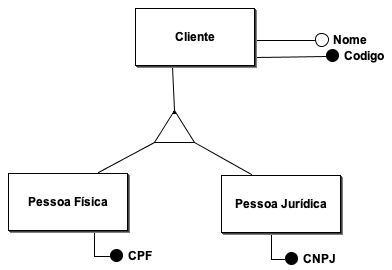 Cliente
Nome
Codigo
Pessoa Física
Pessoa Jurídica
CPF
CNPJ